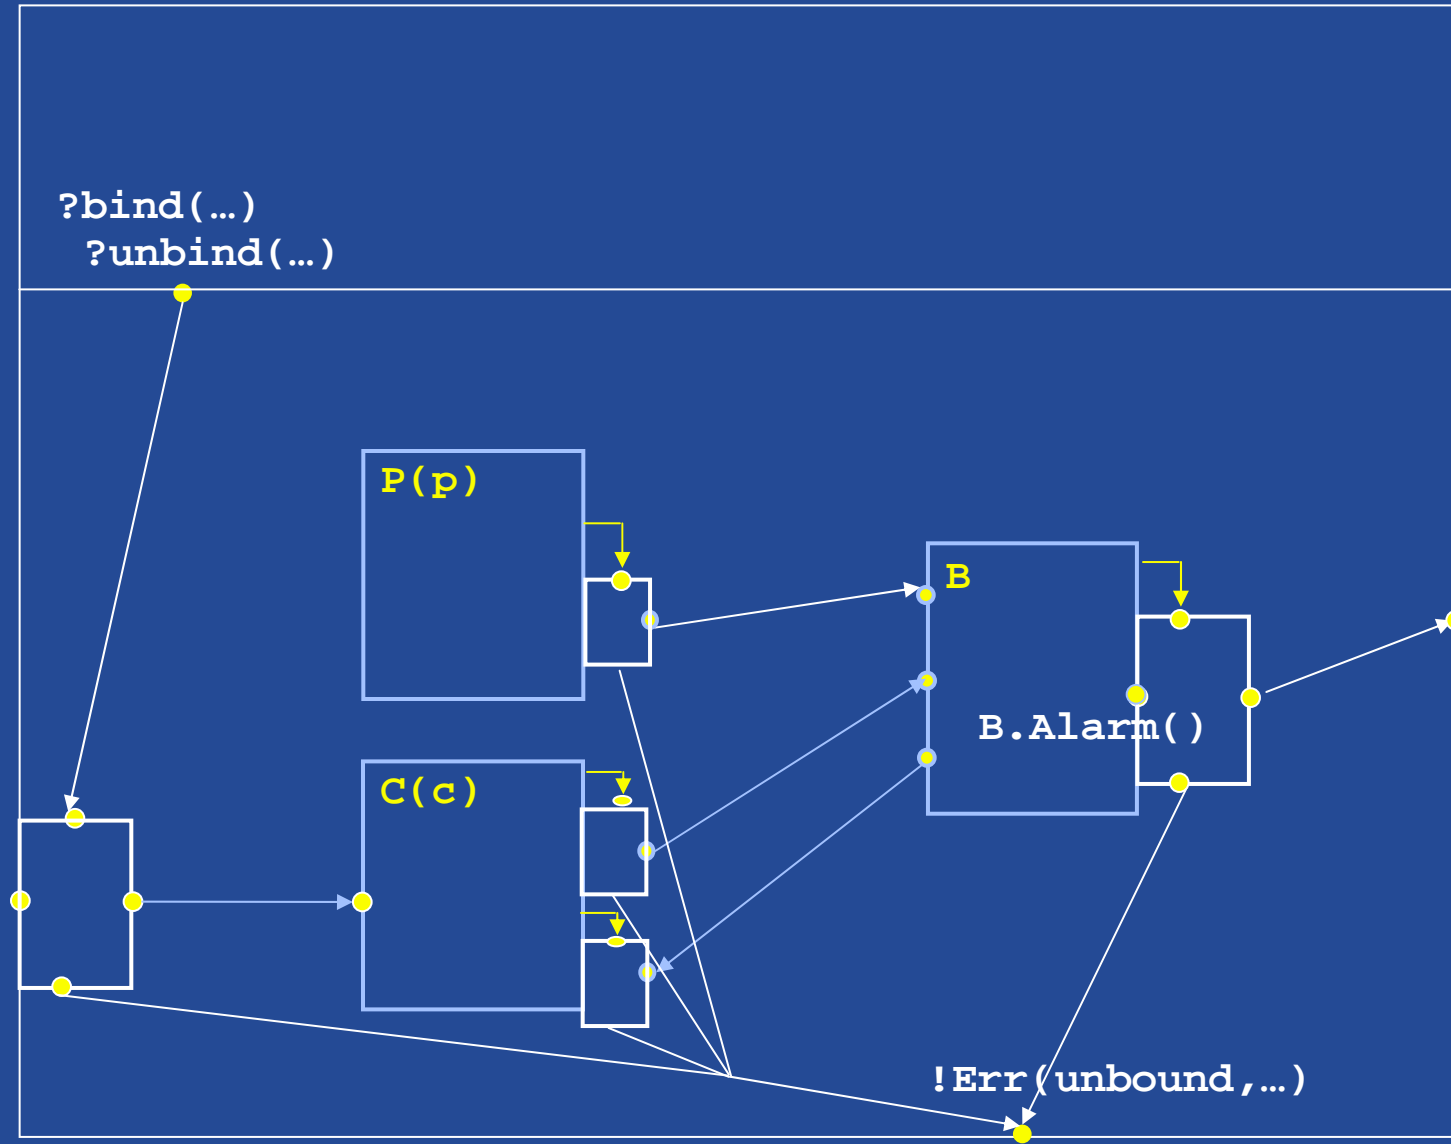 ?bind(…)
?unbind(…)
P(p)
B
B.Alarm()
C(c)
!Err(unbound,…)